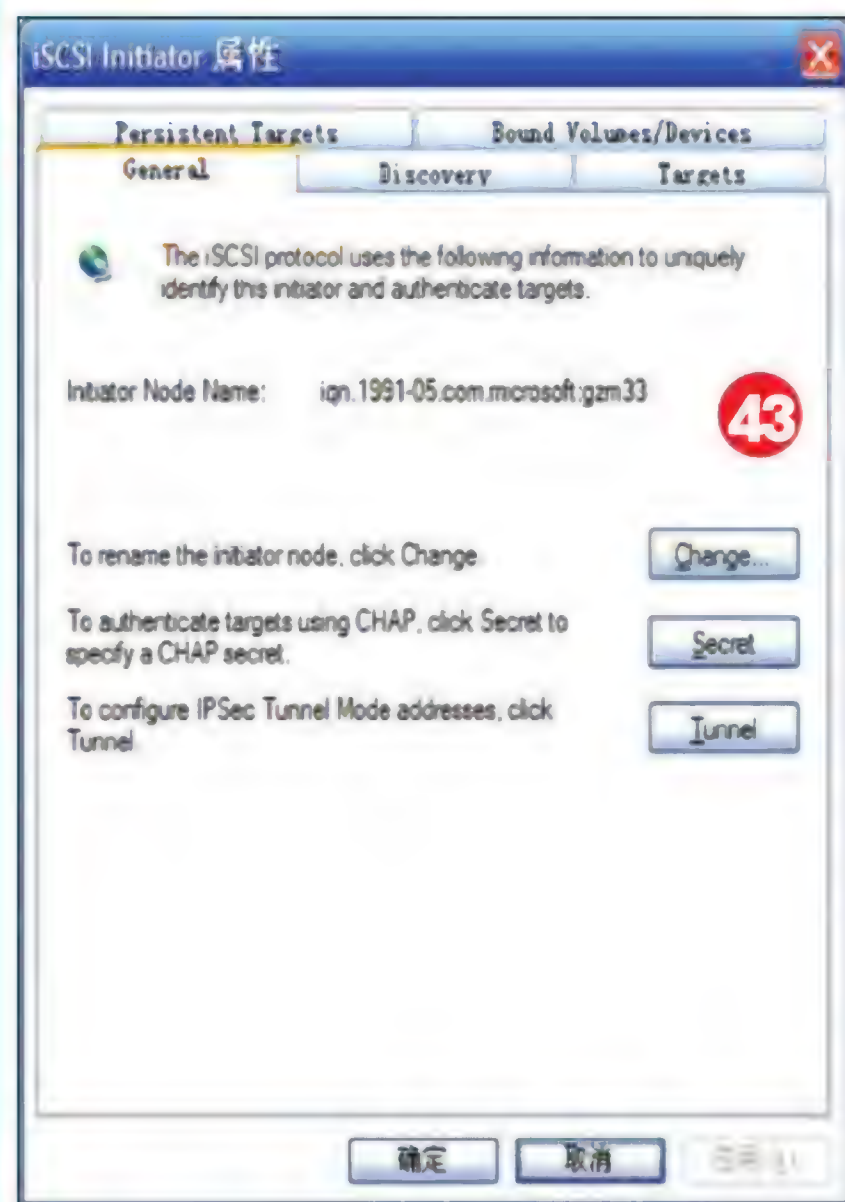 iSCSI Initiator 属性
Persistent Targets
Bound Volumes/Devices
General
Discovery
Targets
The iSCSI protocol uses the following information to uniquely
identify this initiator and authenticate targets.
Initiator Node Name: iqn.1991-05.com.microsoft:gzm33
43
To rename the initiator node, click Change.
Change...
To authenticate targets using CHAP, click Secret to
specify a CHAP secret.
Secret
To configure IPSec Tunnel Mode addresses, click
Tunnel.
Tunnel
确定
取消